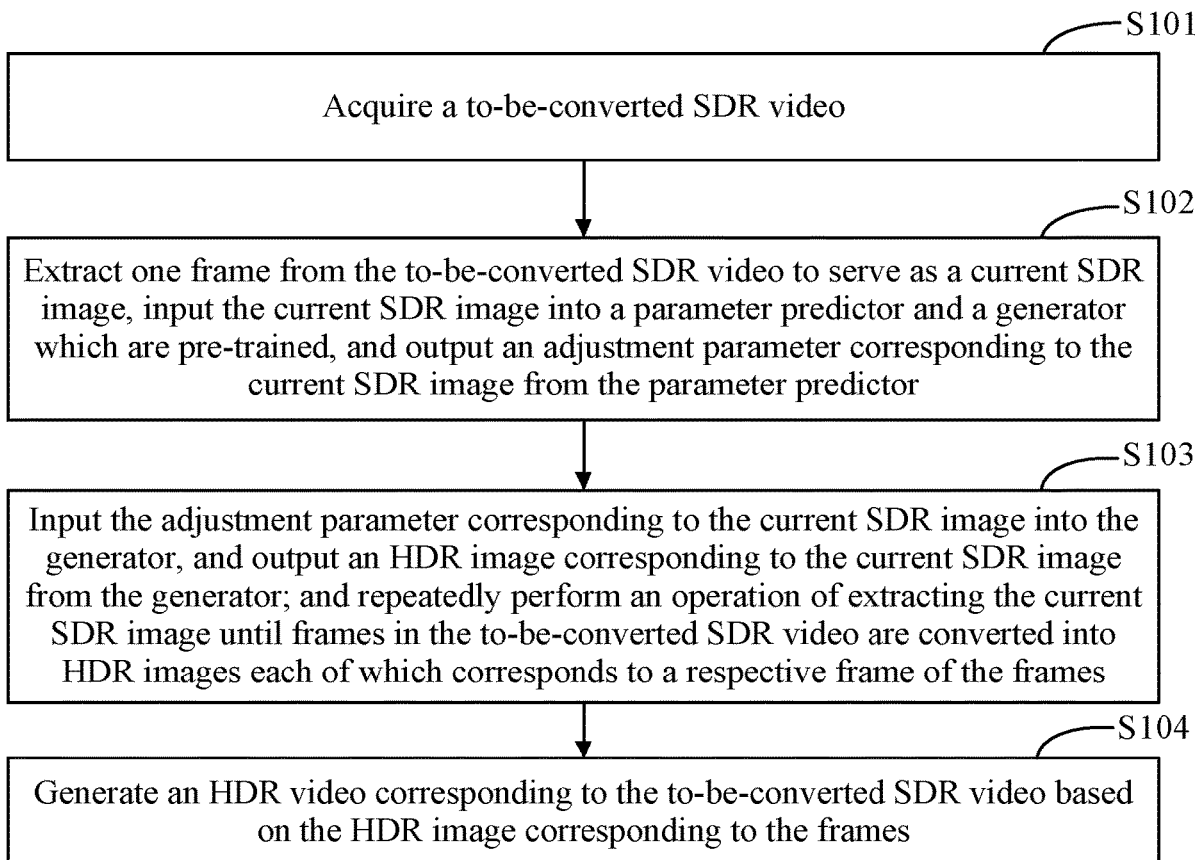 S101
Acquire a to-be-converted SDR video
S102
Extract one frame from the to-be-converted SDR video to serve as a current SDR
image, input the current SDR image into a parameter predictor and a generator
which are pre-trained, and output an adjustment parameter corresponding to the
current SDR image from the parameter predictor
S103
Input the adjustment parameter corresponding to the current SDR image into the
generator, and output an HDR image corresponding to the current SDR image
from the generator; and repeatedly perform an operation of extracting the current
SDR image until frames in the to-be-converted SDR video are converted into
HDR images each of which corresponds to a respective frame of the frames
S104
Generate an HDR video corresponding to the to-be-converted SDR video based
on the HDR image corresponding to the frames